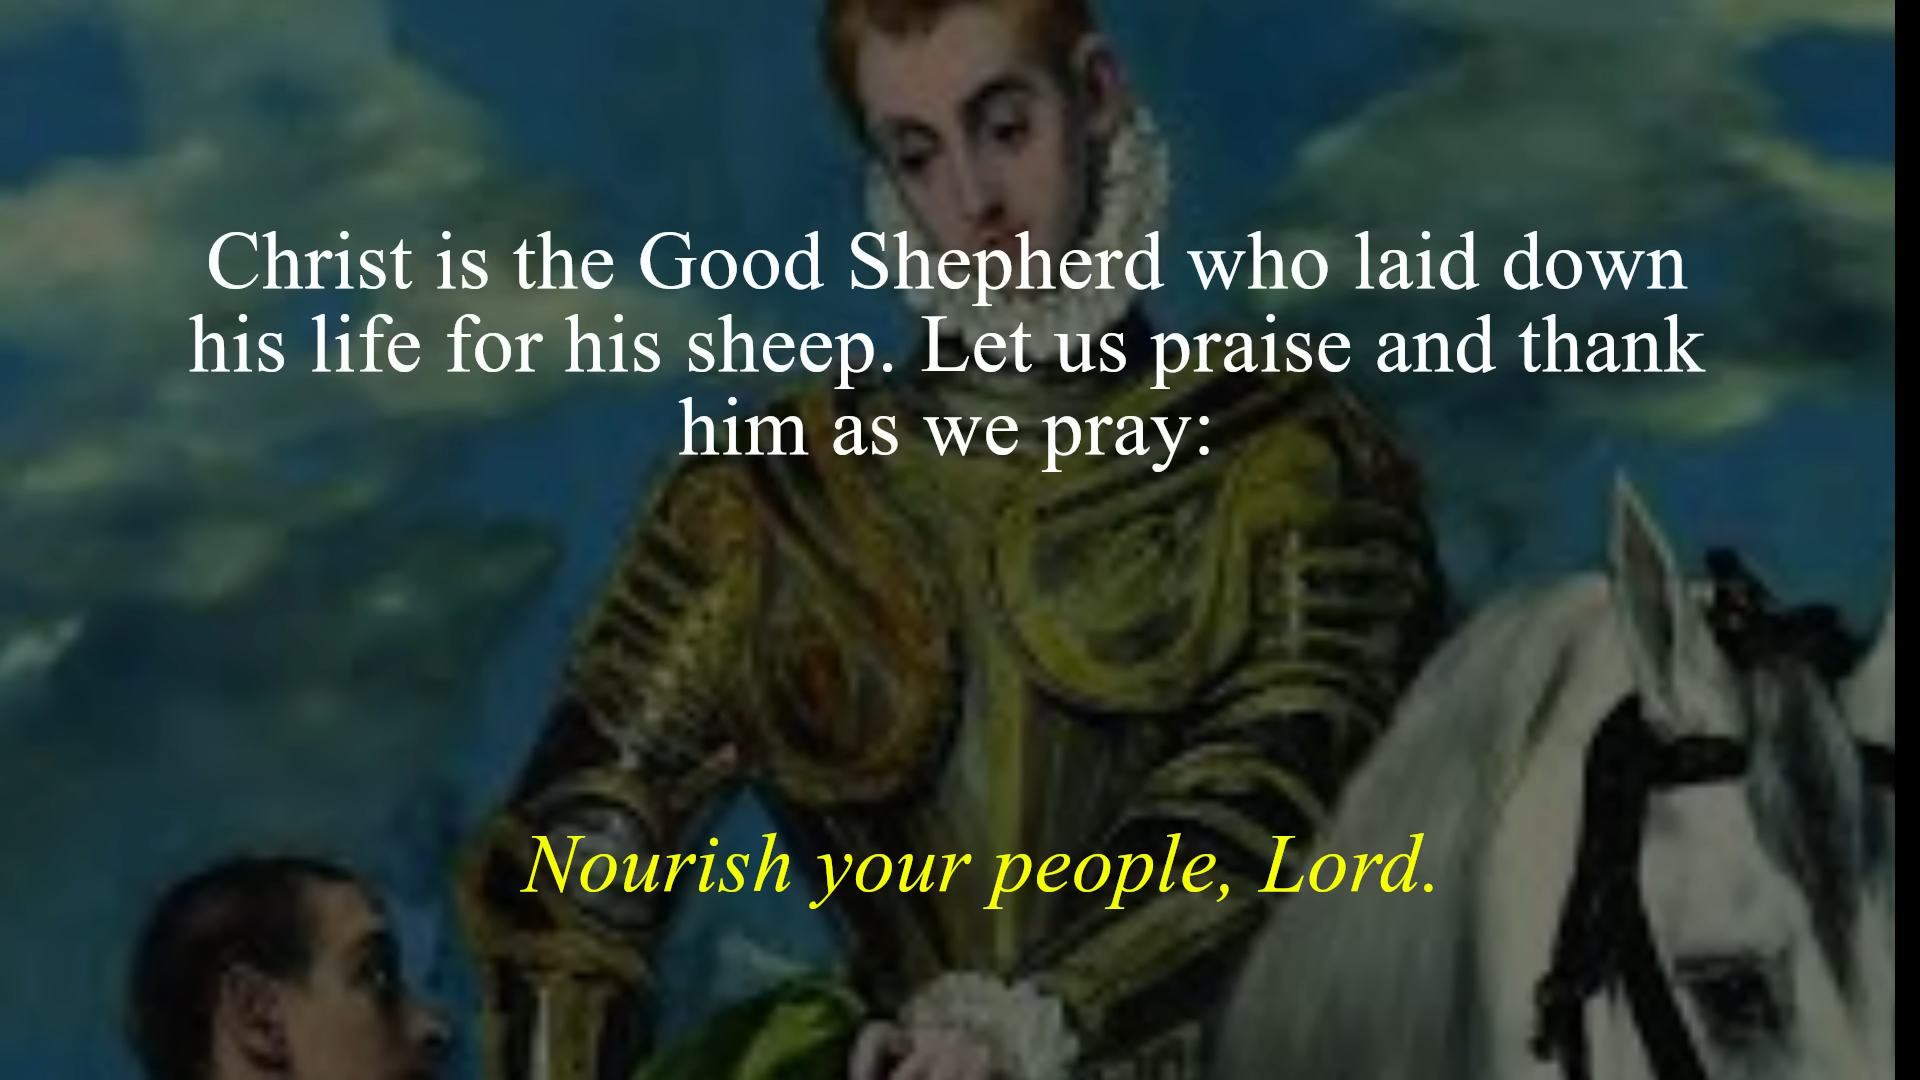 Christ is the Good Shepherd who laid down
his life for his sheep. Let us praise and thank
him as we pray:
Nourish your people, Lord.